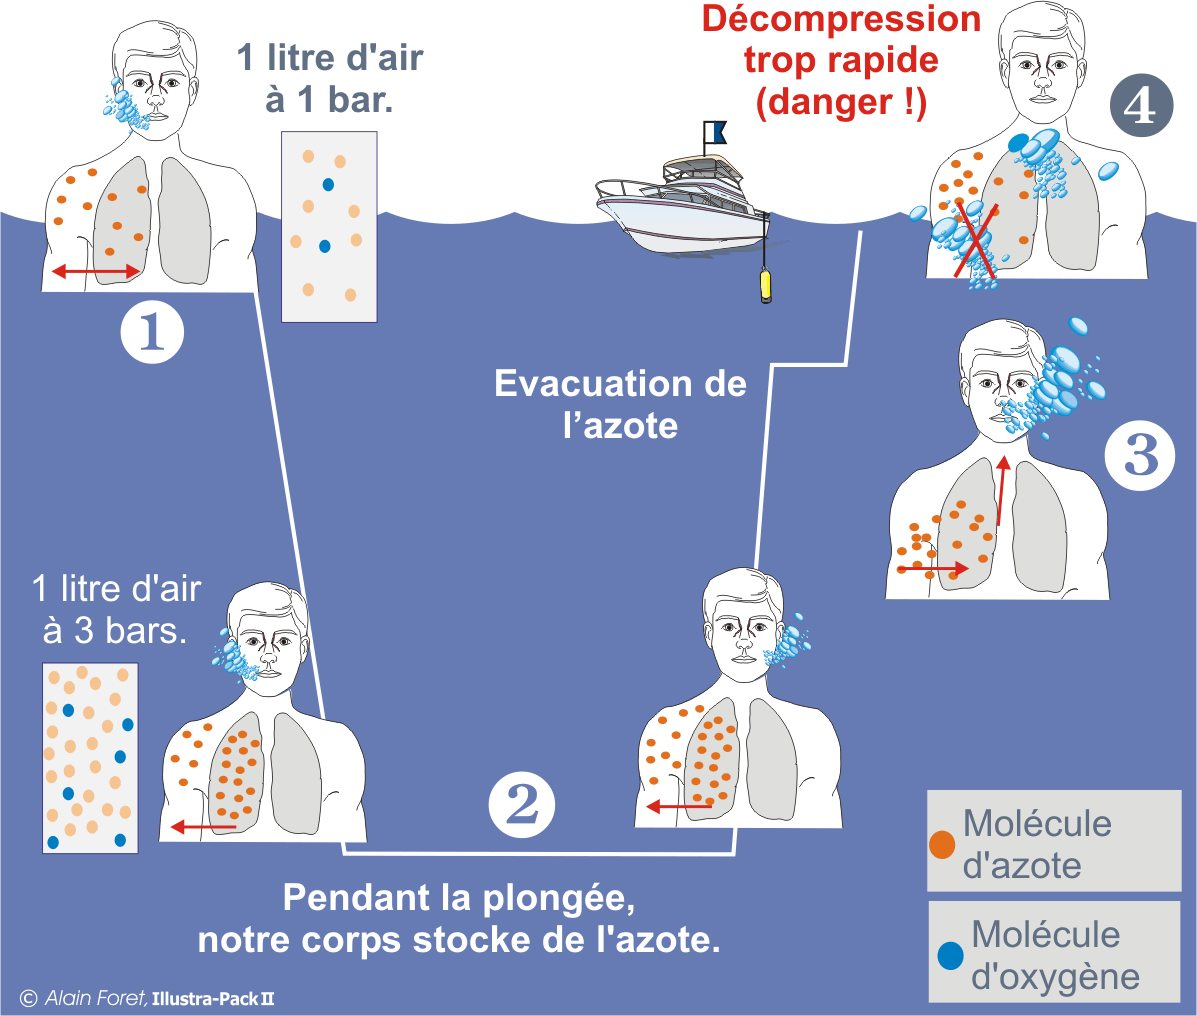 1 litre d'air
à 1 bar.
Décompression
trop rapide
(danger !)
4
1
Evacuation de
l’azote
3
1 litre d'air
à 3 bars.
2
Pendant la plongée,
notre corps stocke de l'azote.
Molécule
d'azote
Molécule
d'oxygène
© Alain Foret, Illustra-Pack II